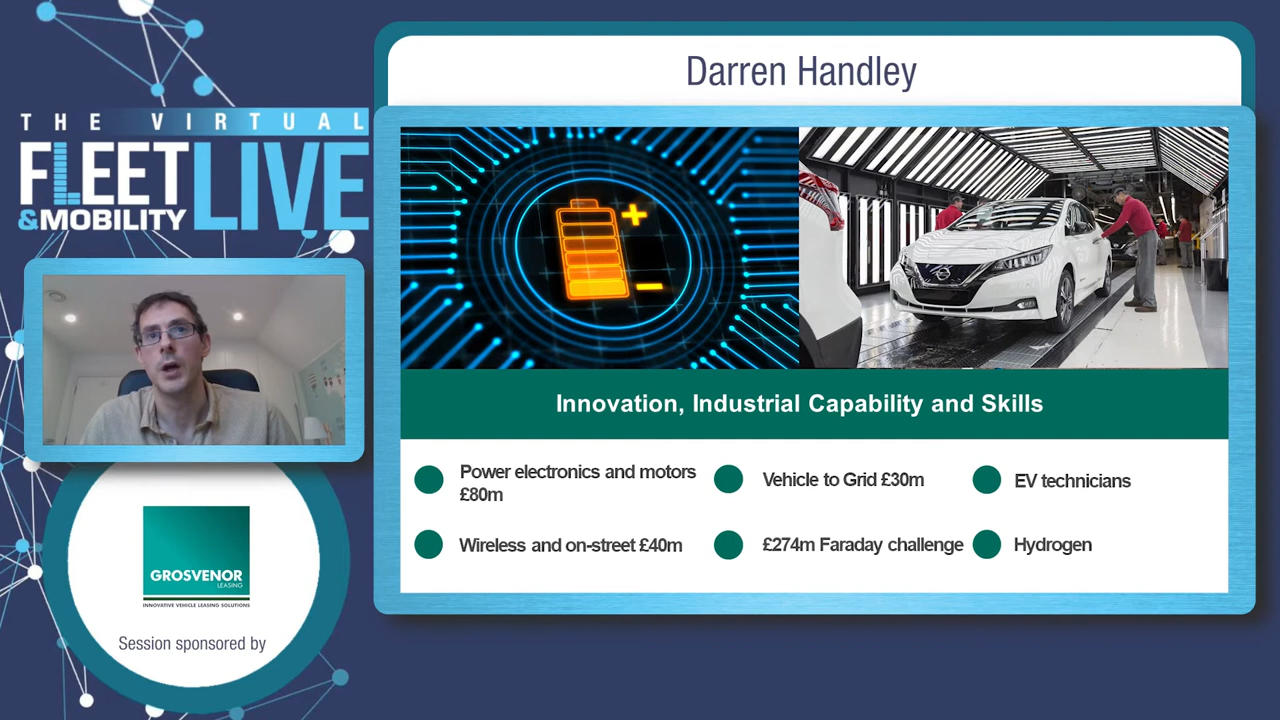 Darren Handley
THE VIRTUAL
FLEET
&MOBILITY
LIVE
Innovation, Industrial Capability and Skills
Power electronics and motors
£80m
Vehicle to Grid £30m
EV technicians
Wireless and on-street £40m
£274m Faraday challenge
Hydrogen
GROSVENOR
LEASING
INNOVATIVE VEHICLE LEASING SOLUTIONS
Session sponsored by